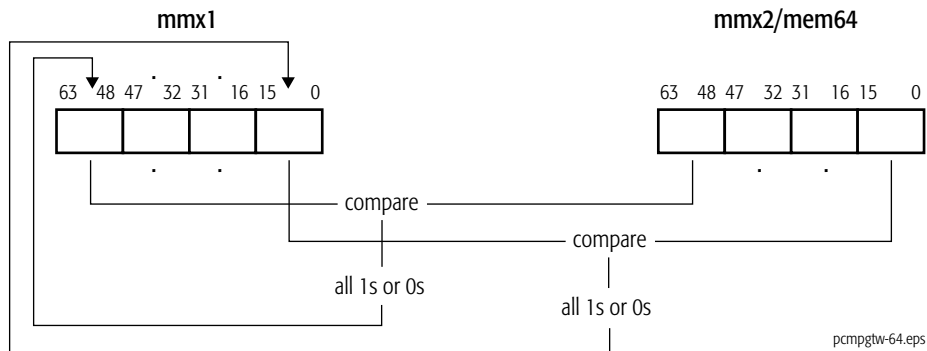 mmx1 mmx2/mem64
63 48 47 32 31 16 15 0 63 48 47 32 31 16 15 0
compare
compare
all 1s or 0s
all 1s or 0s
pcmpgtw-64.eps